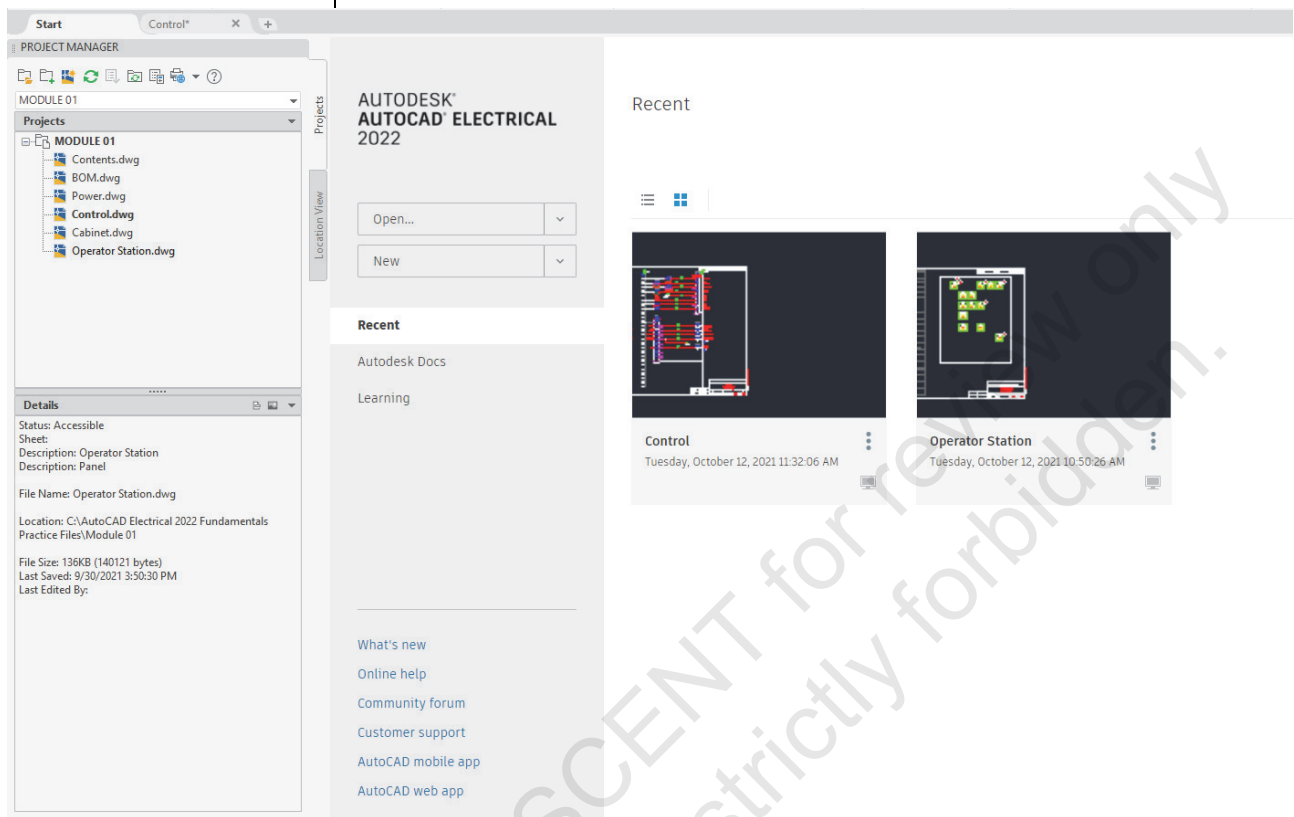 Start
Control*
PROJECT MANAGER
MODULE 01
Projects
MODULE 01
Contents.dwg
BOM.dwg
Power.dwg
Control.dwg
Cabinet.dwg
Operator Station.dwg
Projects
Location View
Details
Status: Accessible
Sheet:
Description: Operator Station
Description: Panel
File Name: Operator Station.dwg
Location: C:\AutoCAD Electrical 2022 Fundamentals
Practice Files\Module 01
File Size: 136KB (140121 bytes)
Last Saved: 9/30/2021 3:50:30 PM
Last Edited By:
AUTODESK®
AUTOCAD® ELECTRICAL
2022
Open...
New
Recent
Autodesk Docs
Learning
What's new
Online help
Community forum
Customer support
AutoCAD mobile app
AutoCAD web app
Recent
Control
Tuesday, October 12, 2021 11:32:06 AM
Operator Station
Tuesday, October 12, 2021 10:50:26 AM
SCENT for review only
strictly forbidden.